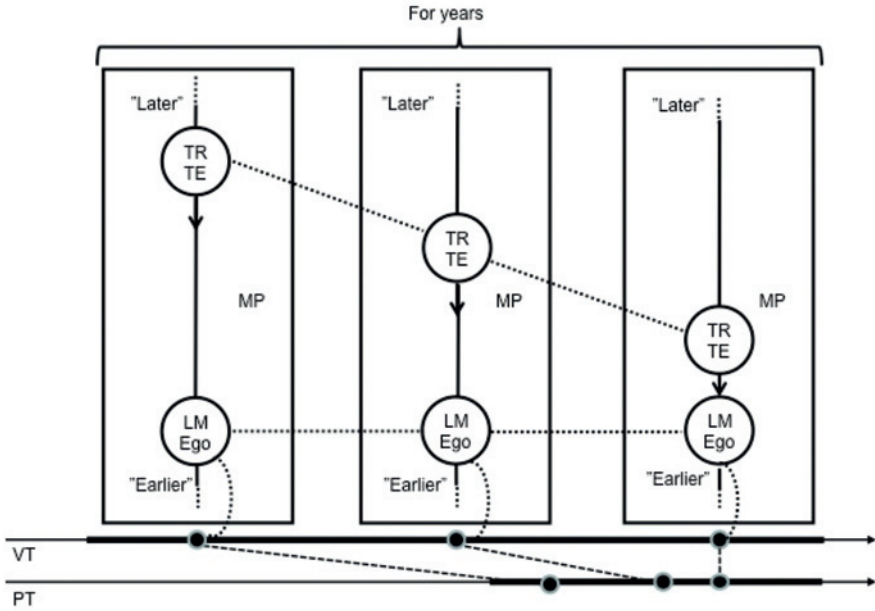 For years
"Later"
TR
TE
MP
LM
Ego
"Earlier"
"Later"
TR
TE
MP
LM
Ego
"Earlier"
"Later"
TR
TE
MP
LM
Ego
"Earlier"
VT
PT